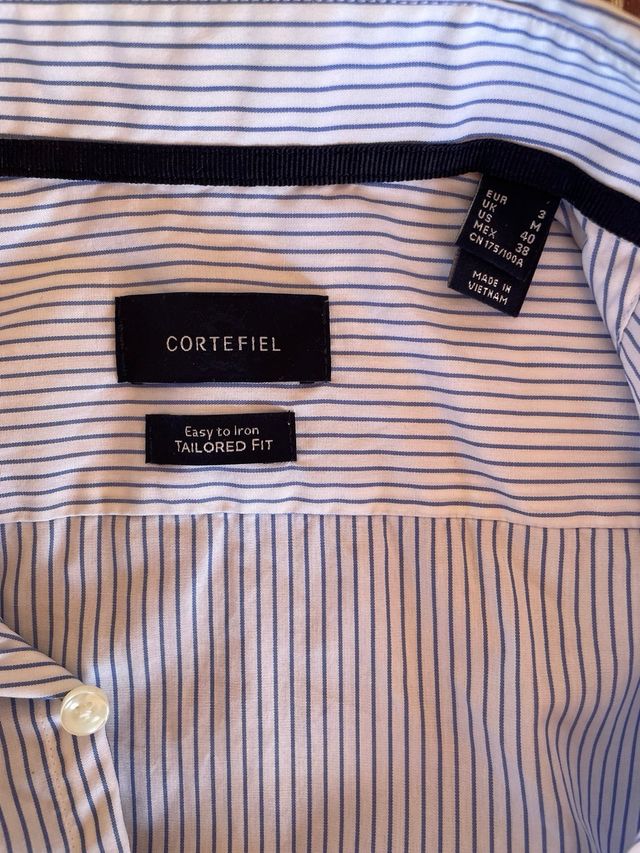 EUR 3
UK M
US 40
MEX 38
CN 175/100A
MADE IN
VIETNAM
CORTEFIEL
Easy to Iron
TAILORED FIT